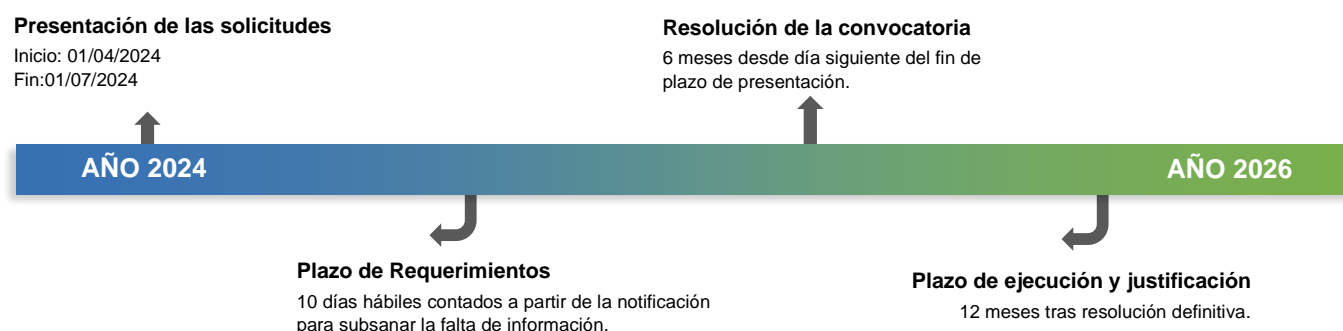 Presentación de las solicitudes
Inicio: 01/04/2024
Fin:01/07/2024
Resolución de la convocatoria
6 meses desde día siguiente del fin de
plazo de presentación.
AÑO 2024
AÑO 2026
Plazo de Requerimientos
10 días hábiles contados a partir de la notificación
para subsanar la falta de información.
Plazo de ejecución y justificación
12 meses tras resolución definitiva.